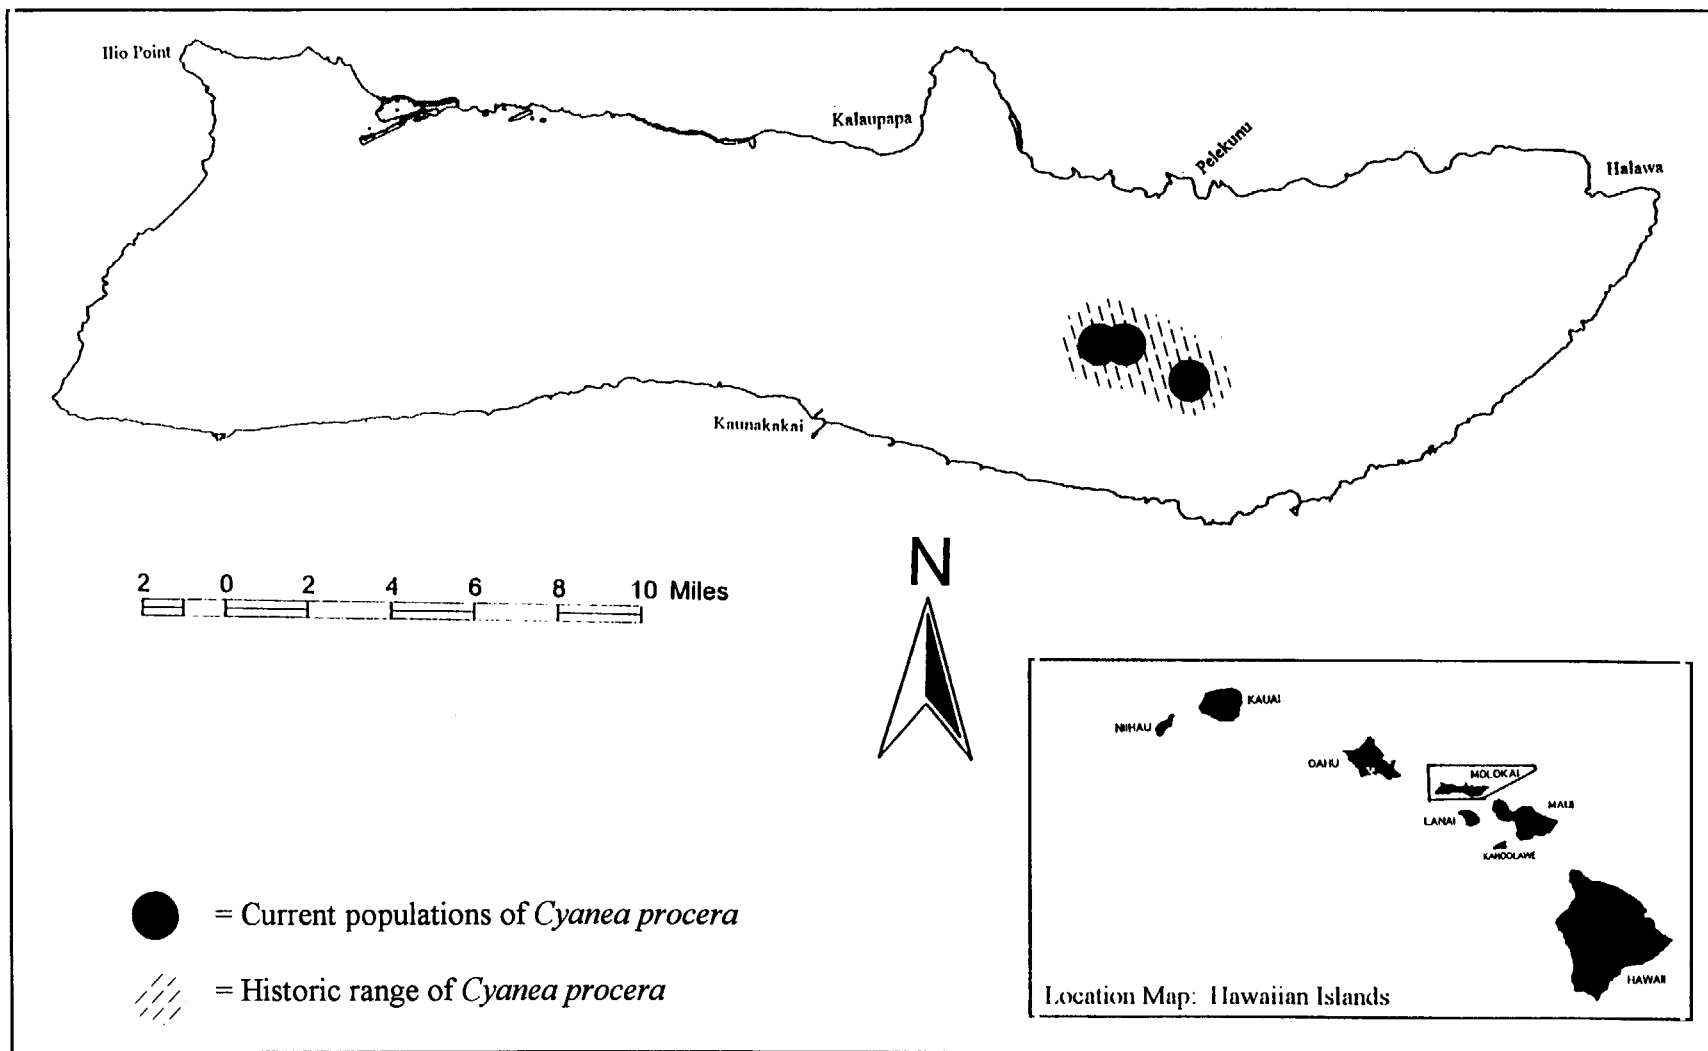 Ilio Point
Kalaupapa
Pelekunu
Halawa
Kaunakakai
N
2 0 2 4 6 8 10 Miles
KAUAI
NIIHAU
OAHU
MOLOKAI
MAUI
LANAI
KAHOOLAWE
HAWAII
Location Map: Hawaiian Islands
= Current populations of Cyanea procera
= Historic range of Cyanea procera